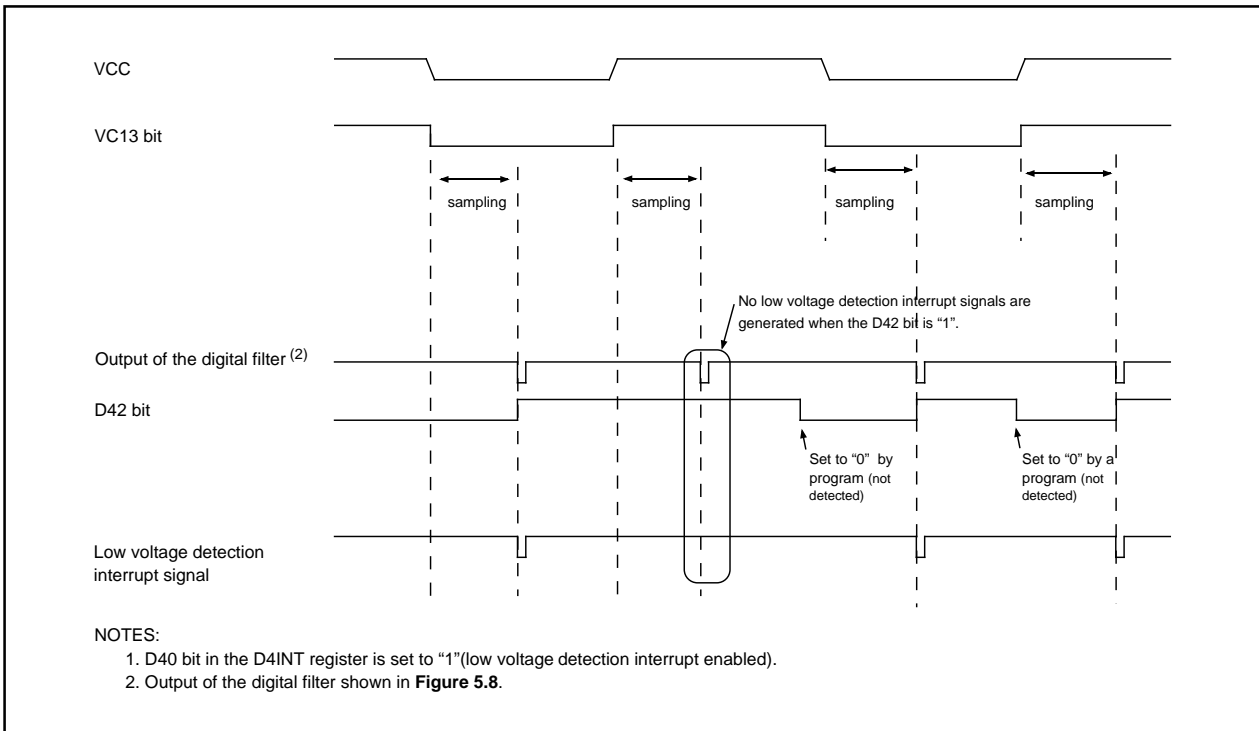 VCC
VC13 bit
sampling
sampling
sampling
sampling
No low voltage detection interrupt signals are
generated when the D42 bit is “1”.
Output of the digital filter (2)
D42 bit
Set to “0” by
program (not
detected)
Set to “0” by a
program (not
detected)
Low voltage detection
interrupt signal
NOTES:
1. D40 bit in the D4INT register is set to “1”(low voltage detection interrupt enabled).
2. Output of the digital filter shown in Figure 5.8.